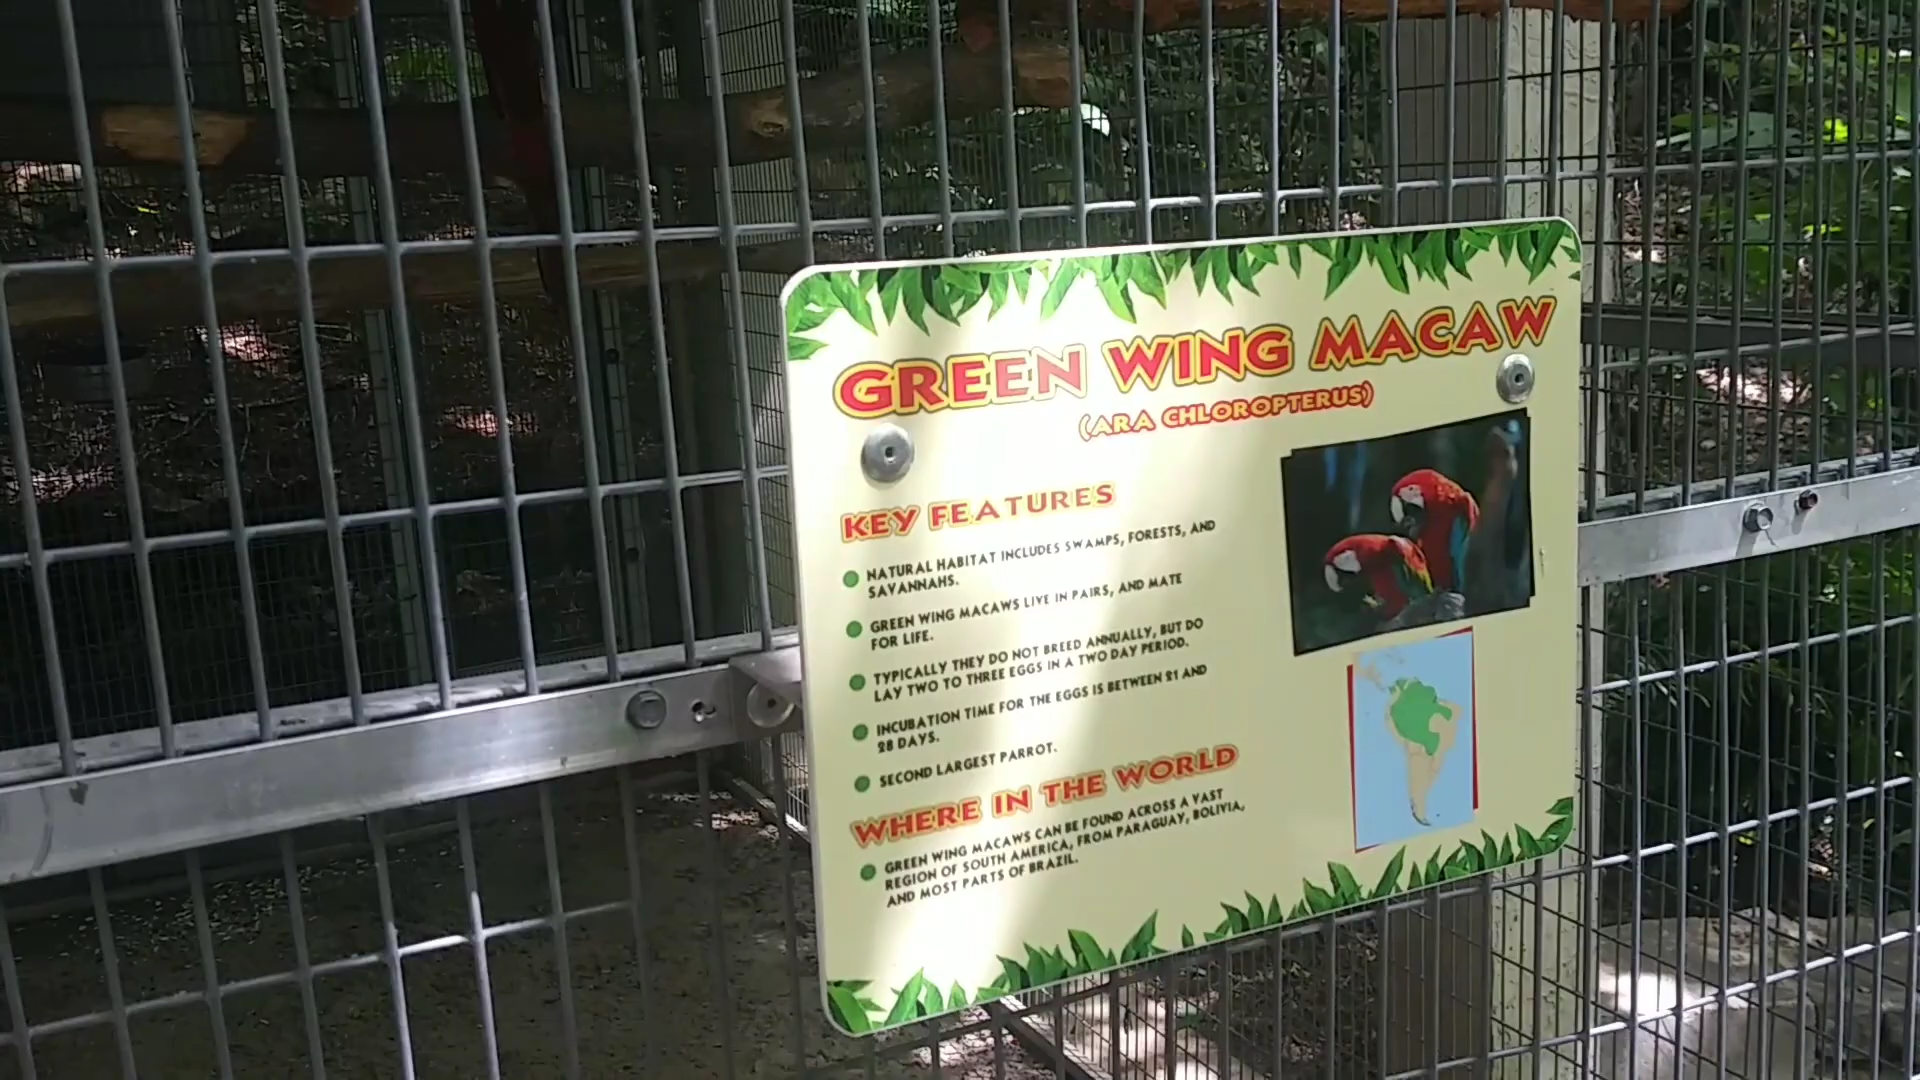 GREEN WING MACAW
(ARA CHLOROPTERUS)
KEY FEATURES
NATURAL HABITAT INCLUDES SWAMPS, FORESTS, AND
SAVANNAHS.
GREEN WING MACAWS LIVE IN PAIRS, AND MATE
FOR LIFE.
TYPICALLY THEY DO NOT BREED ANNUALLY, BUT DO
LAY TWO TO THREE EGGS IN A TWO DAY PERIOD.
INCUBATION TIME FOR THE EGGS IS BETWEEN 21 AND
28 DAYS.
SECOND LARGEST PARROT.
WHERE IN THE WORLD
GREEN WING MACAWS CAN BE FOUND ACROSS A VAST
REGION OF SOUTH AMERICA, FROM PARAGUAY, BOLIVIA,
AND MOST PARTS OF BRAZIL.